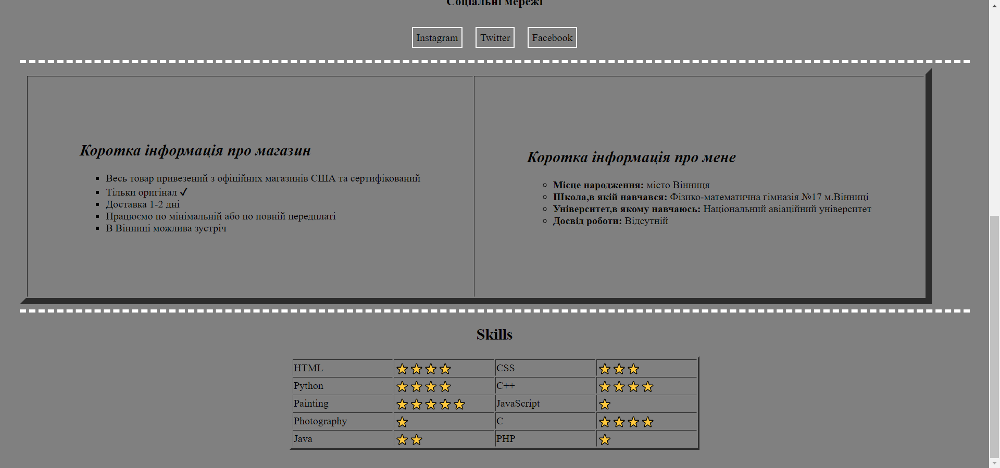 Соціальні мережі
Instagram Twitter Facebook
Коротка інформація про магазин
Весь товар привезений з офіційних магазинів США та сертифікований
Тільки оригінал ✔
Доставка 1-2 дні
Працюємо по мінімальній або по повній передплаті
В Вінниці можлива зустріч
Коротка інформація про мене
Місце народження: місто Вінниця
Школа,в якій навчався: Фізико-математична гімназія №17 м.Вінниці
Університет,в якому навчаюсь: Національний авіаційний університет
Досвід роботи: Відсутній
Skills
HTML ⭐⭐⭐⭐ CSS ⭐⭐⭐
Python ⭐⭐⭐⭐ C++ ⭐⭐⭐⭐
Painting ⭐⭐⭐⭐⭐ JavaScript ⭐
Photography ⭐ C ⭐⭐⭐⭐
Java ⭐⭐ PHP ⭐